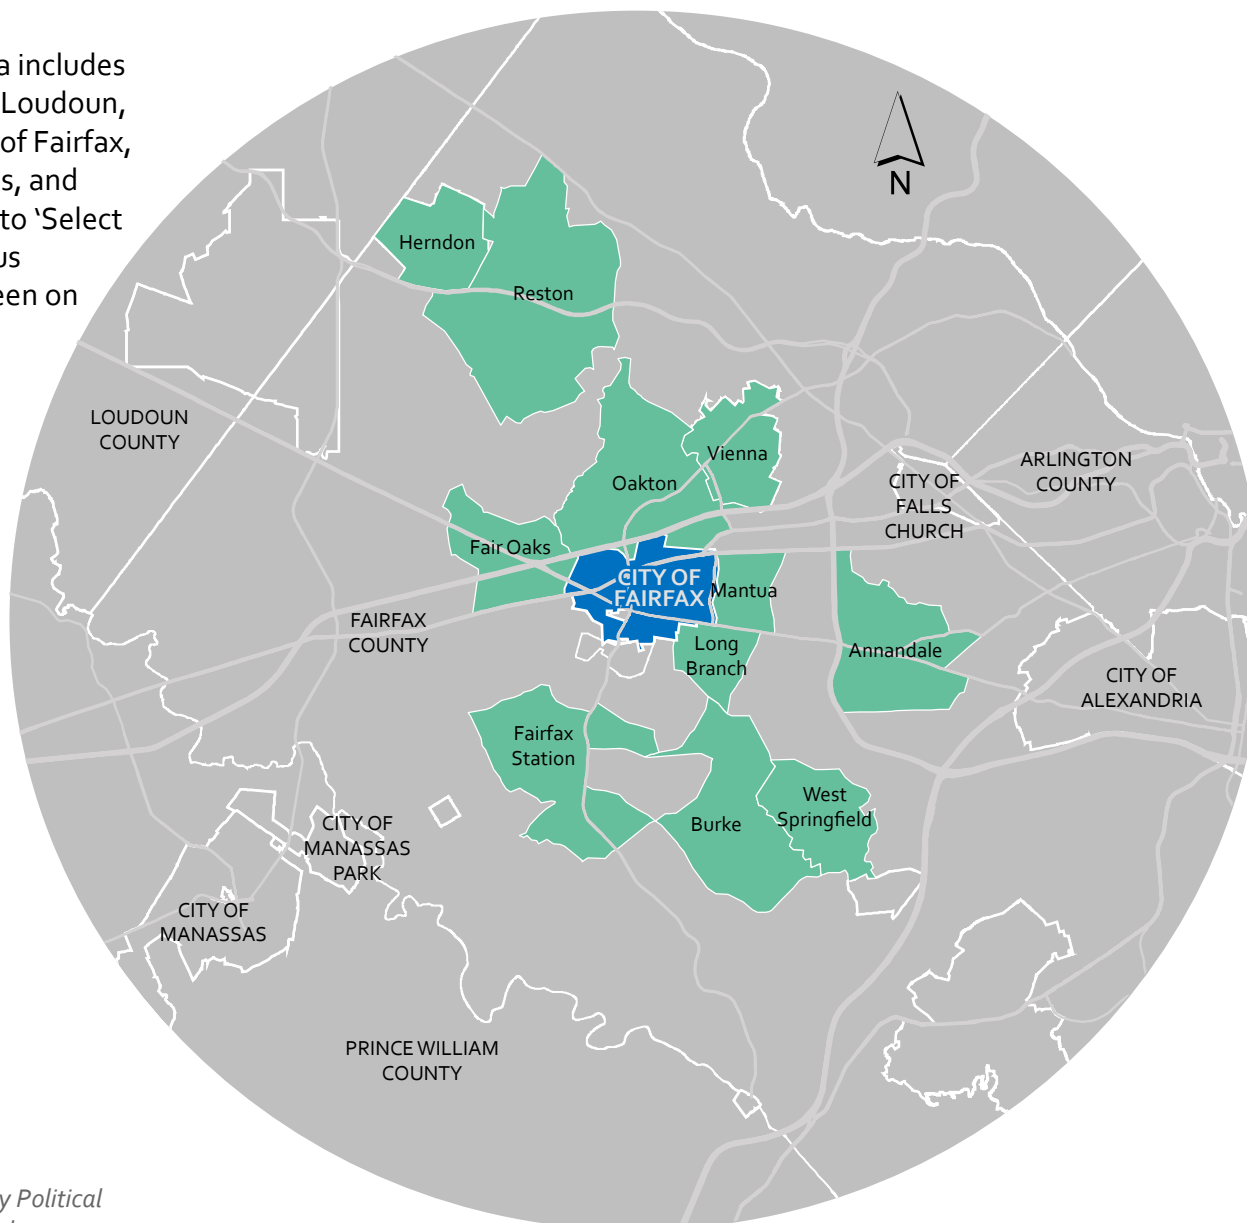 a includes
Loudoun,
of Fairfax,
s, and
to ‘Select
us
een on
N
Herndon
Reston
LOUDOUN
COUNTY
Vienna
Oakton
ARLINGTON
COUNTY
CITY OF
FALLS
CHURCH
Fair Oaks
CITY OF
FAIRFAX
Mantua
FAIRFAX
COUNTY
Long
Branch
Annandale
CITY OF
ALEXANDRIA
Fairfax
Station
West
Springfield
Burke
CITY OF
MANASSAS
PARK
CITY OF
MANASSAS
PRINCE WILLIAM
COUNTY
y Political